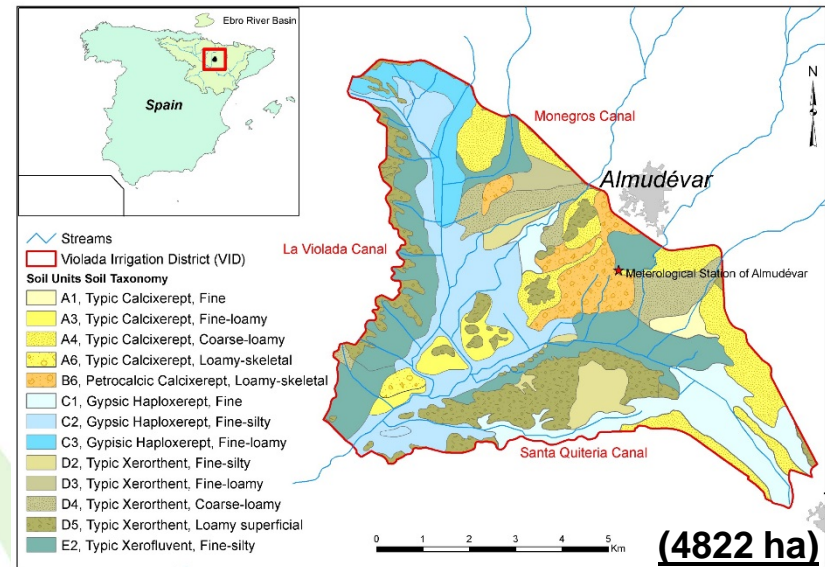 Ebro River Basin
Spain
N
Monegros Canal
Almudévar
La Violada Canal
Meterological Station of Almudévar
Santa Quiteria Canal
Streams
Violada Irrigation District (VID)
Soil Units Soil Taxonomy
A1, Typic Calcixerept, Fine
A3, Typic Calcixerept, Fine-loamy
A4, Typic Calcixerept, Coarse-loamy
A6, Typic Calcixerept, Loamy-skeletal
B6, Petrocalcic Calcixerept, Loamy-skeletal
C1, Gypsic Haploxerept, Fine
C2, Gypsic Haploxerept, Fine-silty
C3, Gypisic Haploxerept, Fine-loamy
D2, Typic Xerorthent, Fine-silty
D3, Typic Xerorthent, Fine-loamy
D4, Typic Xerorthent, Coarse-loamy
D5, Typic Xerorthent, Loamy superficial
E2, Typic Xerofluvent, Fine-silty
0 1 2 3 4 5
Km
(4822 ha)